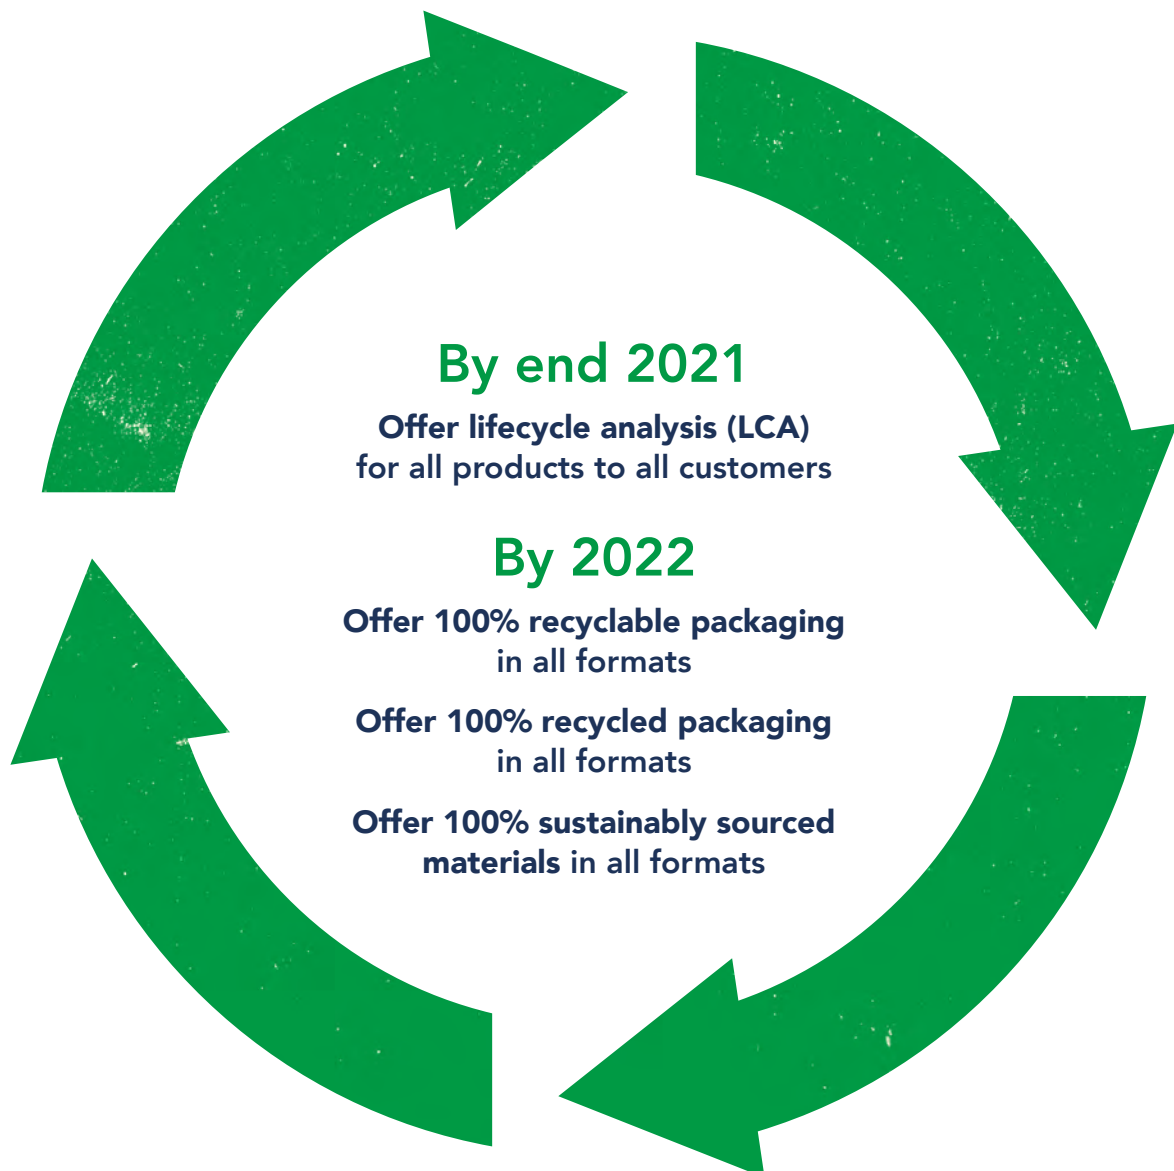 By end 2021
Offer lifecycle analysis (LCA)
for all products to all customers
By 2022
Offer 100% recyclable packaging
in all formats
Offer 100% recycled packaging
in all formats
Offer 100% sustainably sourced
materials in all formats